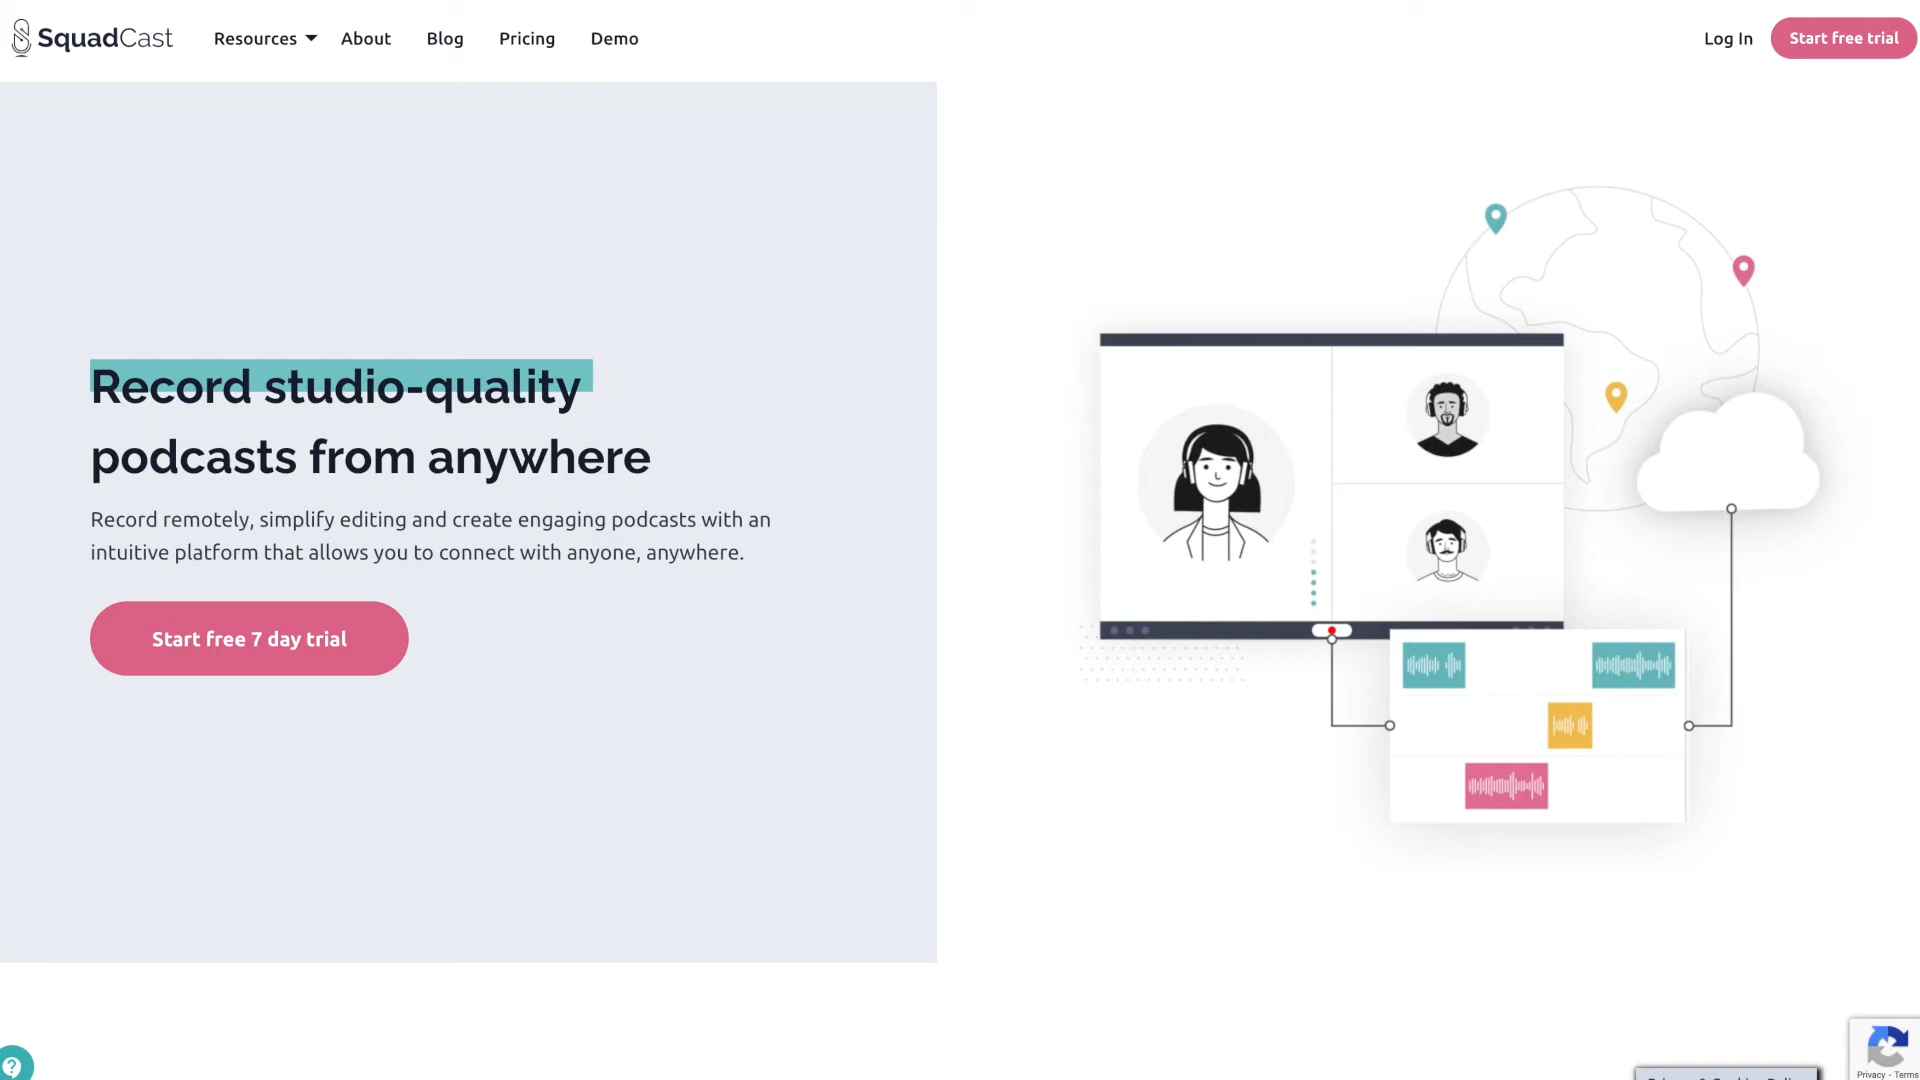 SquadCast
Resources
About
Blog
Pricing
Demo
Log In
Start free trial
Record studio-quality
podcasts from anywhere
Record remotely, simplify editing and create engaging podcasts with an
intuitive platform that allows you to connect with anyone, anywhere.
Start free 7 day trial
Privacy - Terms